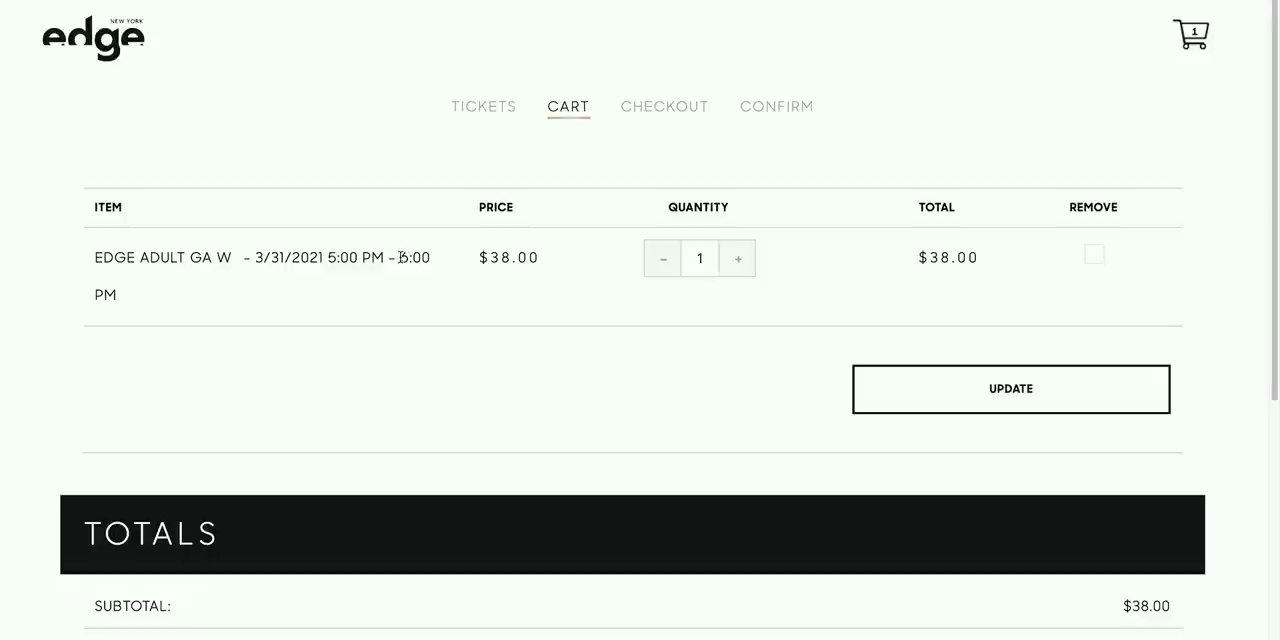 NEW YORK
edge
1
TICKETS CART CHECKOUT CONFIRM
ITEM PRICE QUANTITY TOTAL REMOVE
EDGE ADULT GA W - 3/31/2021 5:00 PM - :00 $38.00 - 1 + $38.00
PM
UPDATE
TOTALS
SUBTOTAL: $38.00